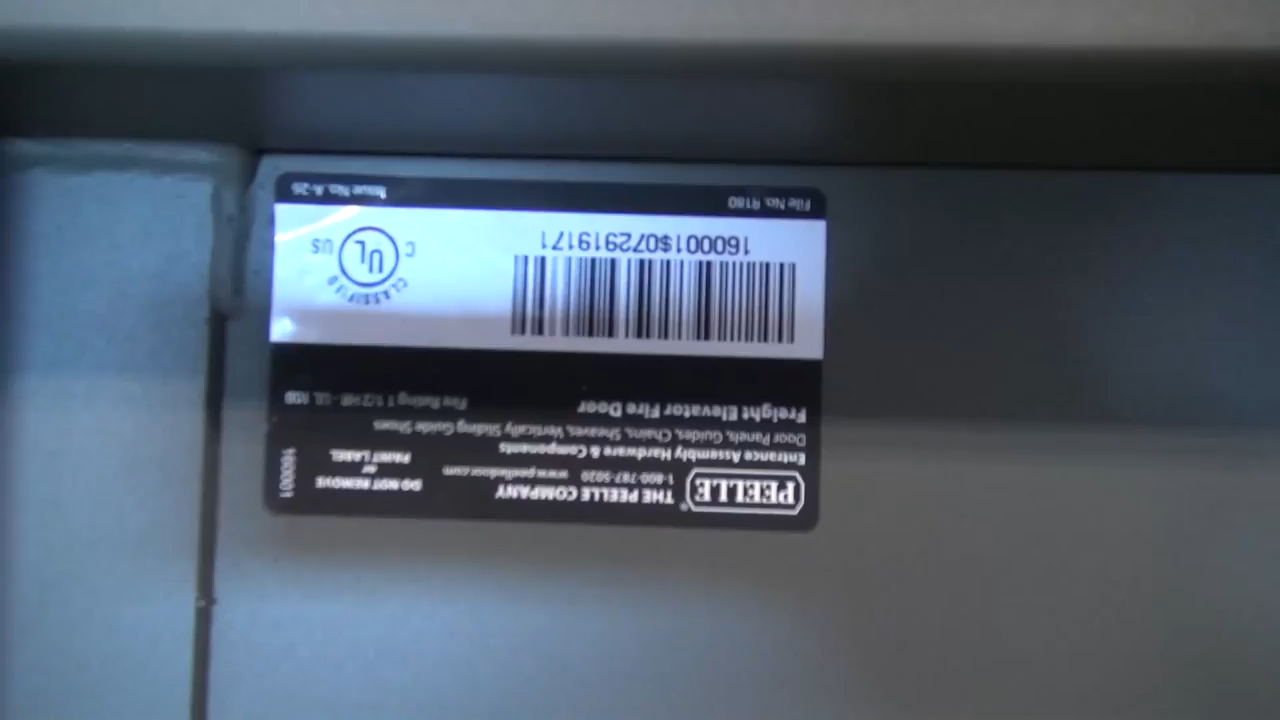 PEELLE®
THE PEELLE COMPANY
1-800-787-5020 www.peelledoor.com
DO NOT REMOVE
or
PAINT LABEL
160001
Entrance Assembly Hardware & Components
Door Panels, Guides, Chains, Sheaves, Vertically Sliding Guide Shoes
Freight Elevator Fire Door
Fire Rating 1 1/2 HR - UL 10B
160001$072919171
CLASSIFIED
C UL US
File No. R180
Issue No. A-25